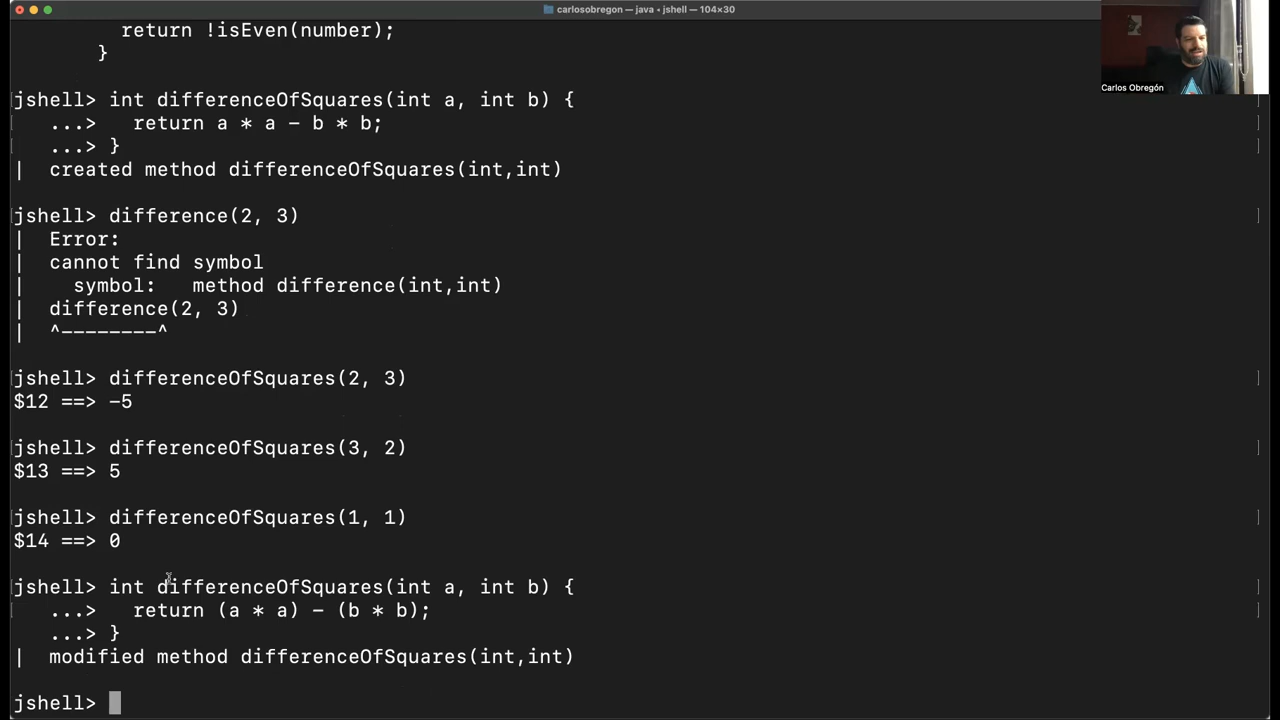 carlosobregon — java ◂ jshell — 104×30
Carlos Obregón
return !isEven(number);
}
jshell> int differenceOfSquares(int a, int b) {
...> return a * a - b * b;
...> }
| created method differenceOfSquares(int,int)
jshell> difference(2, 3)
| Error:
| cannot find symbol
| symbol: method difference(int,int)
| difference(2, 3)
| ^--------^
jshell> differenceOfSquares(2, 3)
$12 ==> -5
jshell> differenceOfSquares(3, 2)
$13 ==> 5
jshell> differenceOfSquares(1, 1)
$14 ==> 0
jshell> int differenceOfSquares(int a, int b) {
...> return (a * a) - (b * b);
...> }
| modified method differenceOfSquares(int,int)
jshell>